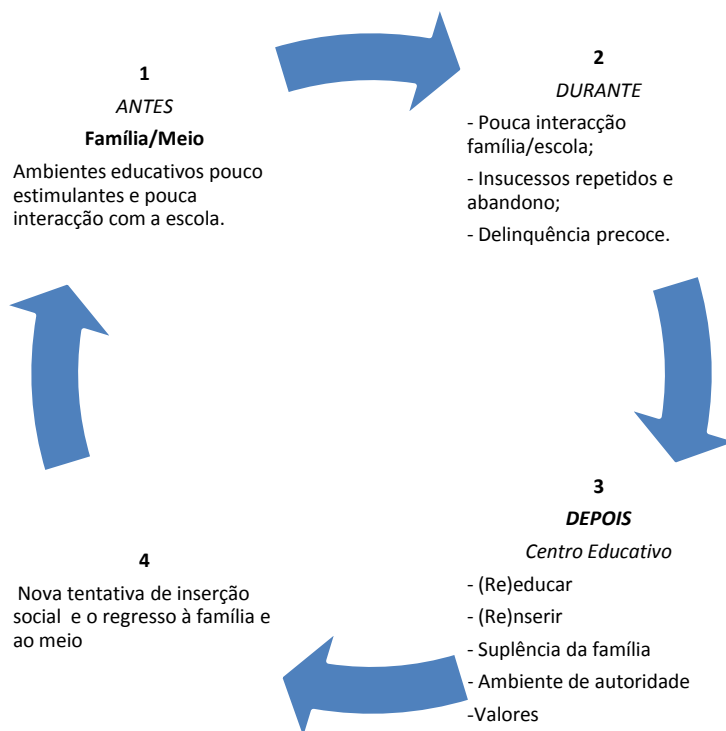 1
ANTES
Família/Meio
Ambientes educativos pouco
estimulantes e pouca
interacção com a escola.
2
DURANTE
- Pouca interacção
família/escola;
- Insucessos repetidos e
abandono;
- Delinquência precoce.
3
DEPOIS
Centro Educativo
- (Re)educar
- (Re)nserir
- Suplência da família
- Ambiente de autoridade
-Valores
4
Nova tentativa de inserção
social e o regresso à família e
ao meio